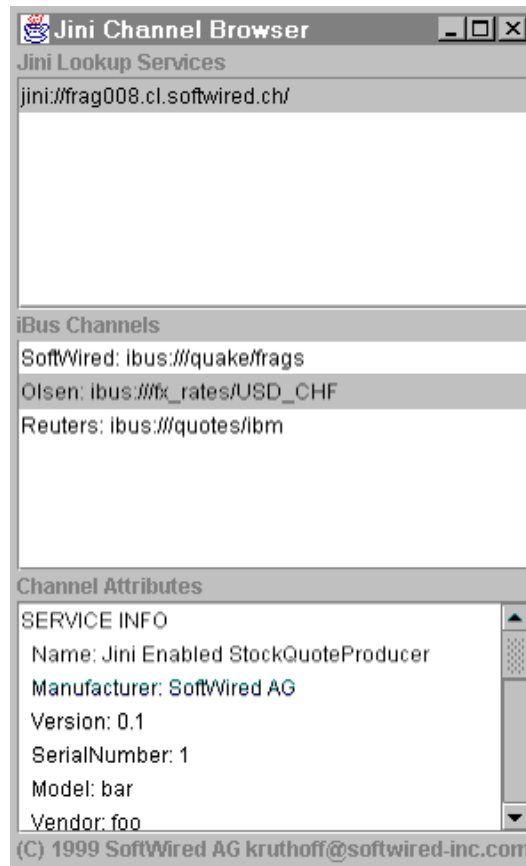 Jini Channel Browser
Jini Lookup Services
jini://frag008.cl.softwired.ch/
iBus Channels
SoftWired: ibus:///quake/frags
Olsen: ibus:///fx_rates/USD_CHF
Reuters: ibus:///quotes/ibm
Channel Attributes
SERVICE INFO
Name: Jini Enabled StockQuoteProducer
Manufacturer: SoftWired AG
Version: 0.1
SerialNumber: 1
Model: bar
Vendor: foo
(C) 1999 SoftWired AG kruthoff@softwired-inc.com